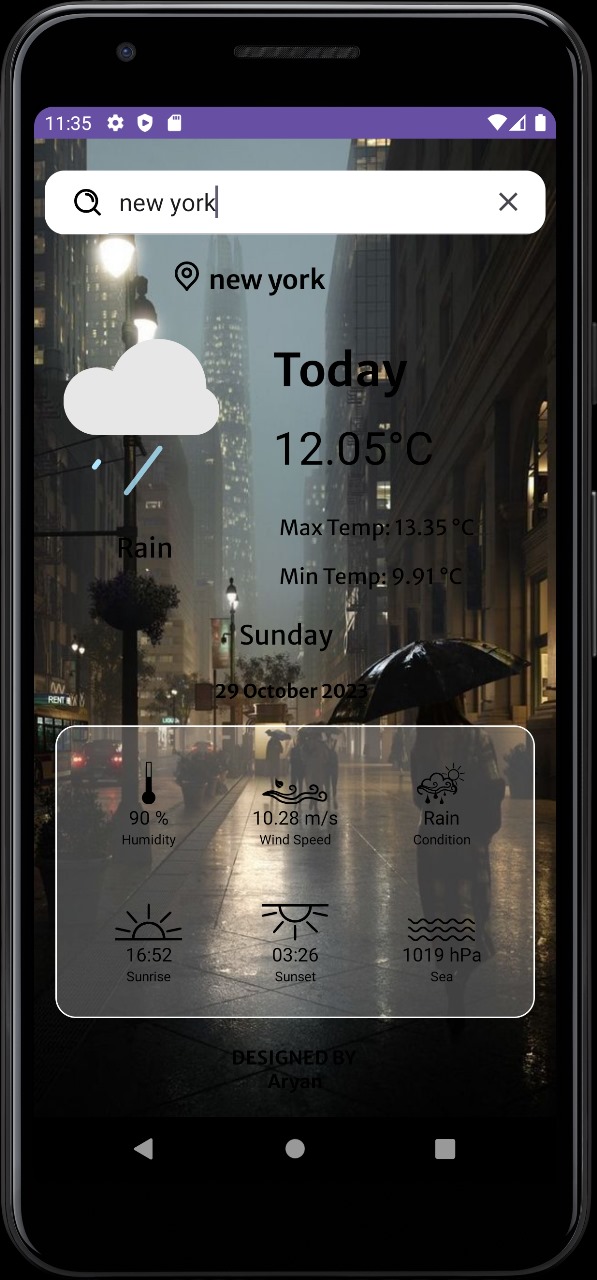 11:35
new york
new york
Today
12.05°C
Max Temp: 13.35 °C
Rain
Min Temp: 9.91 °C
Sunday
29 October 2023
RENT
90 %
10.28 m/s
Rain
Humidity
Wind Speed
Condition
16:52
03:26
1019 hPa
Sunrise
Sunset
Sea
DESIGNED BY
Aryan